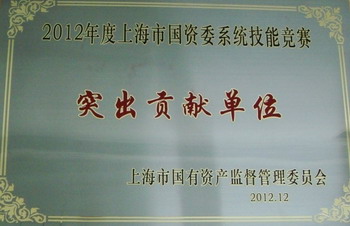 2012年度上海市国资委系统技能竞赛
突出贡献单位
上海市国有资产监督管理委员会
2012.12